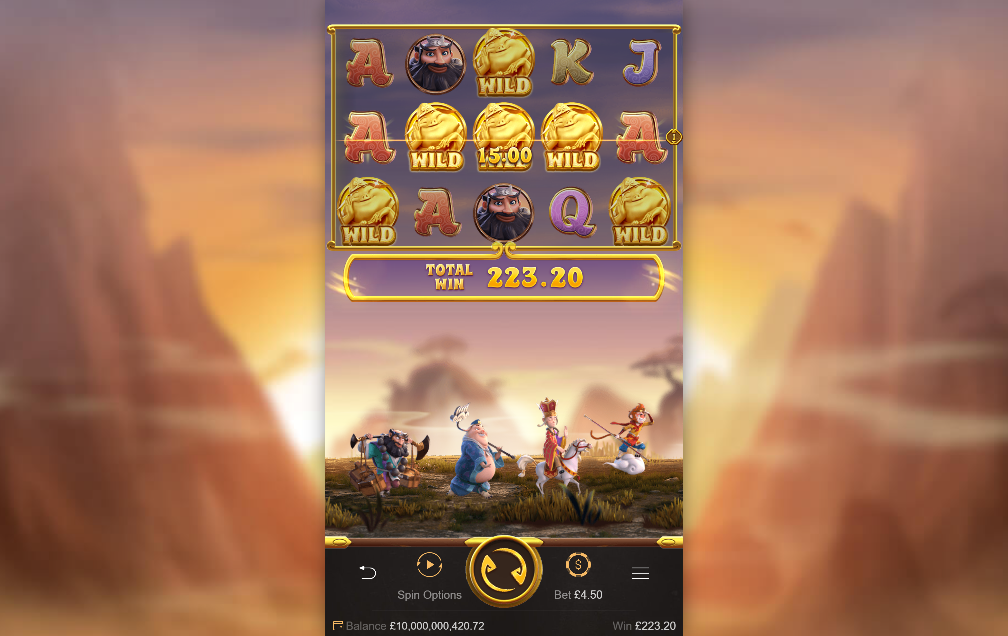 A WILD K J
A WILD 15.00 WILD A
WILD A Q WILD
TOTAL WIN 223.20
Spin Options
Bet £4.50
Balance £10,000,000,420.72
Win £223.20